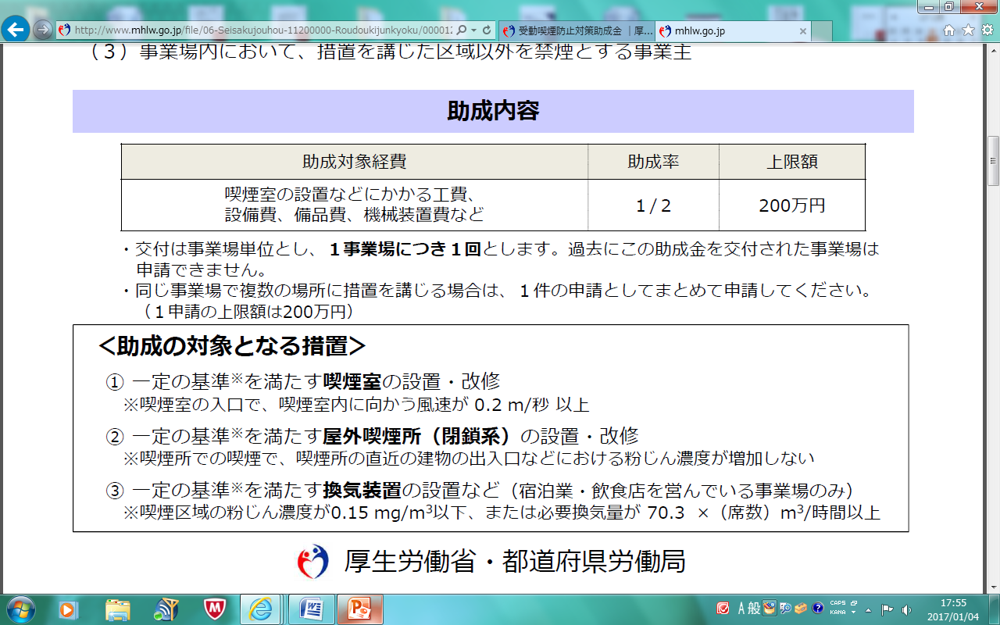 http://www.mhlw.go.jp/file/06-Seisakujouhou-11200000-Roudoukijunkyoku/00001
受動喫煙防止対策助成金 ｜厚...
mhlw.go.jp
（３）事業場内において、措置を講じた区域以外を禁煙とする事業主
助成内容
助成対象経費 助成率 上限額
喫煙室の設置などにかかる工費、
設備費、備品費、機械装置費など
１/２
200万円
・交付は事業場単位とし、１事業場につき１回とします。過去にこの助成金を交付された事業場は
申請できません。
・同じ事業場で複数の場所に措置を講じる場合は、１件の申請としてまとめて申請してください。
（１申請の上限額は200万円）
＜助成の対象となる措置＞
① 一定の基準※を満たす喫煙室の設置・改修
※喫煙室の入口で、喫煙室内に向かう風速が 0.2 m/秒 以上
② 一定の基準※を満たす屋外喫煙所（閉鎖系）の設置・改修
※喫煙所での喫煙で、喫煙所の直近の建物の出入口などにおける粉じん濃度が増加しない
③ 一定の基準※を満たす換気装置の設置など（宿泊業・飲食店を営んでいる事業場のみ）
※喫煙区域の粉じん濃度が0.15 mg/m³以下、または必要換気量が 70.3 ×（席数）m³/時間以上
厚生労働省・都道府県労働局
A 般
CAPS
KANA
17:55
2017/01/04